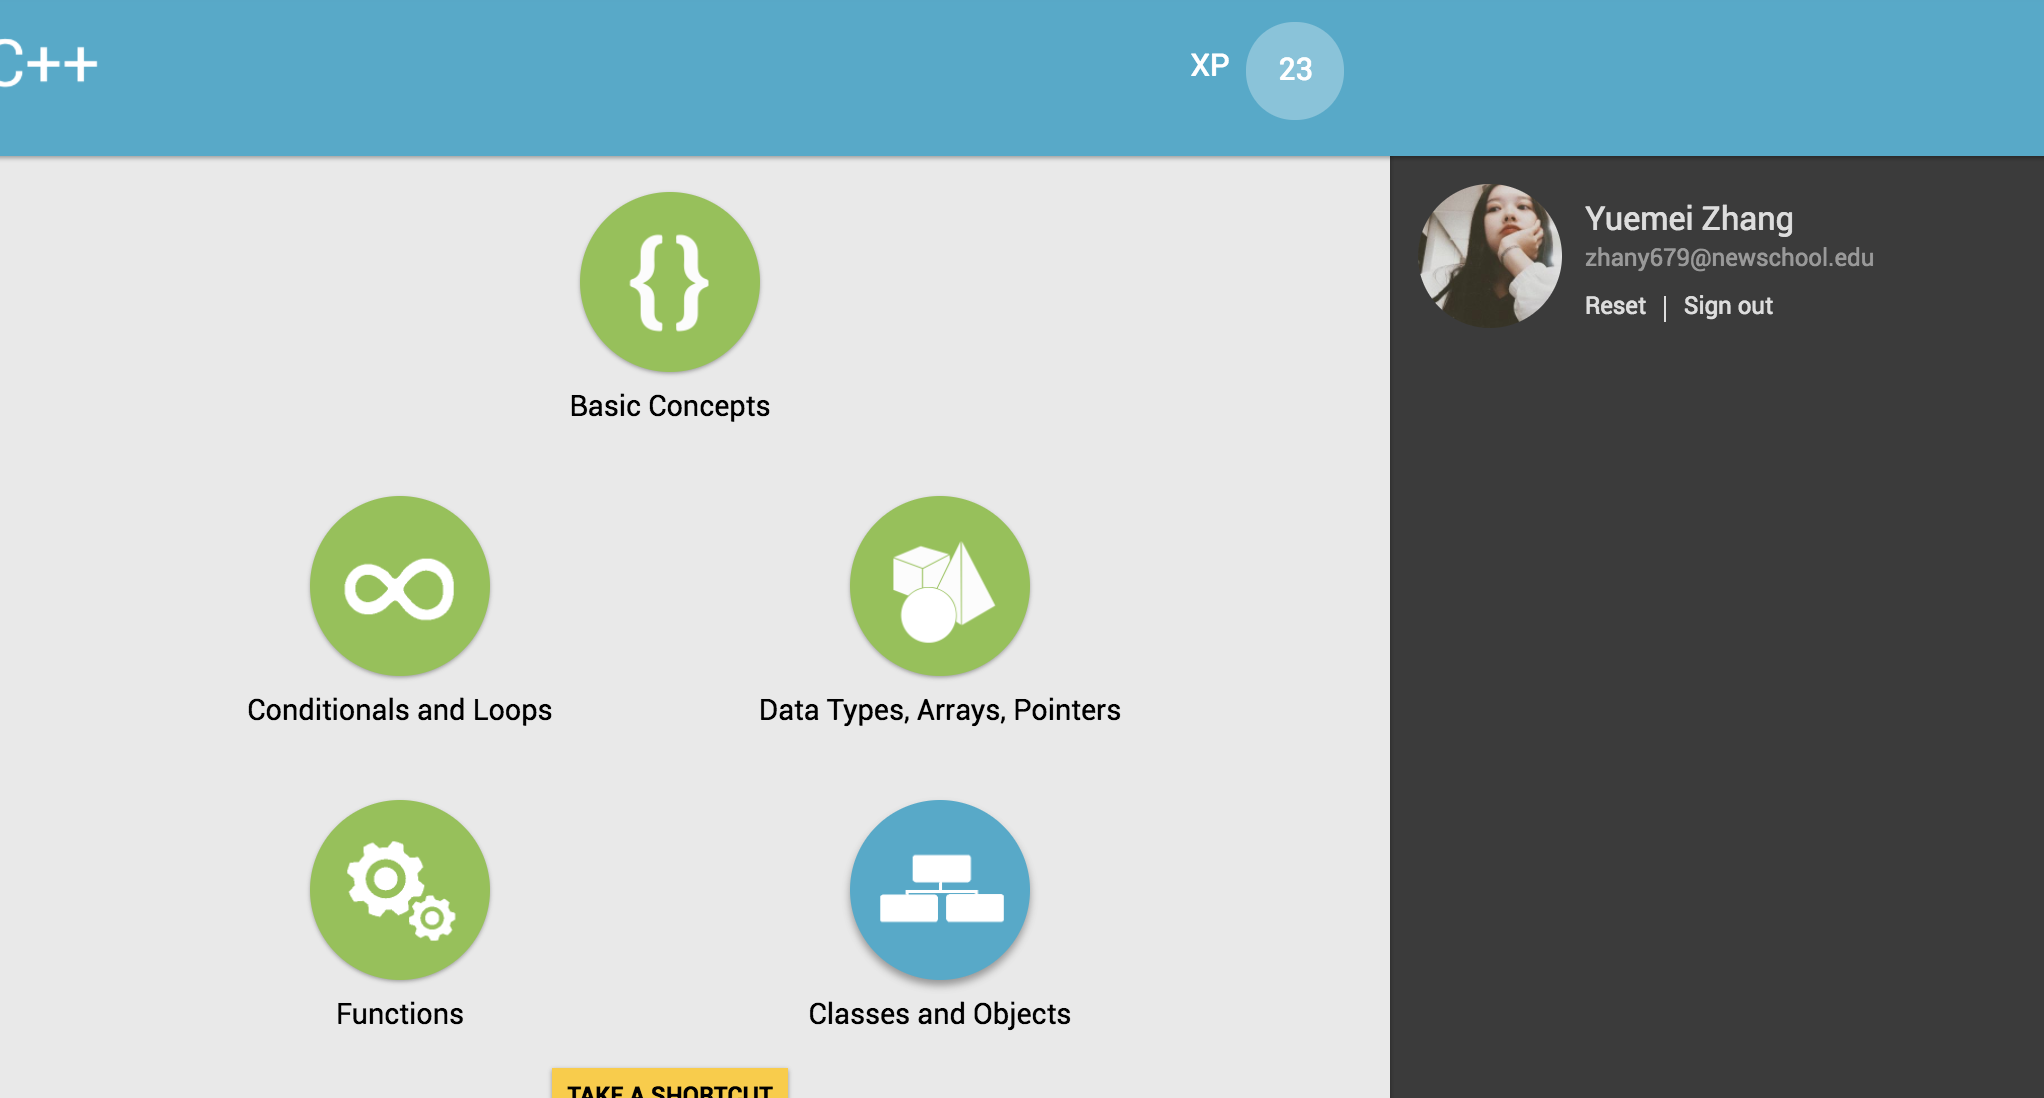 C++
XP 23
Yuemei Zhang
zhany679@newschool.edu
Reset | Sign out
{}
Basic Concepts
Conditionals and Loops
Data Types, Arrays, Pointers
Functions
Classes and Objects
TAKE A SHORTCUT